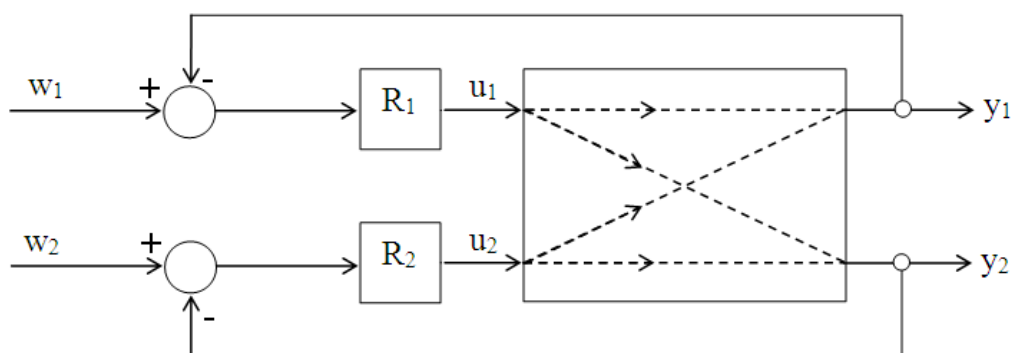 -
w₁ + R₁ u₁ y₁
w₂ + R₂ u₂ y₂
-